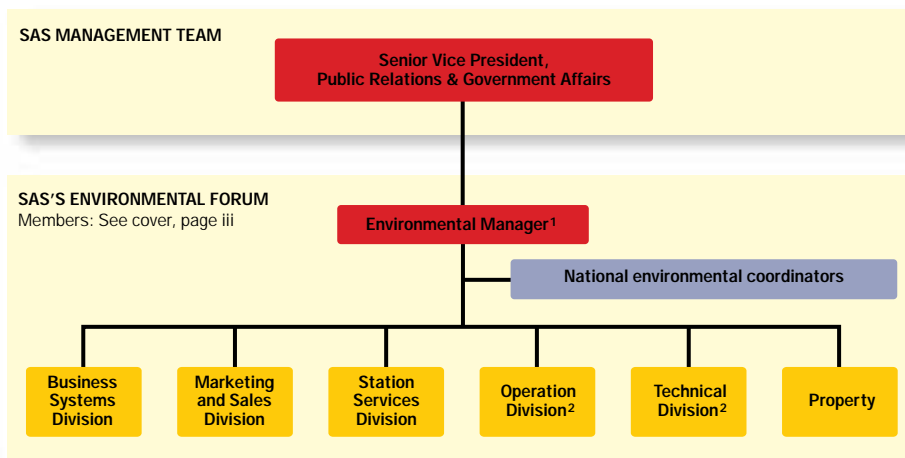 SAS MANAGEMENT TEAM
Senior Vice President,
Public Relations & Government Affairs
SAS'S ENVIRONMENTAL FORUM
Members: See cover, page iii
Environmental Manager¹
National environmental coordinators
Business
Systems
Division
Marketing
and Sales
Division
Station
Services
Division
Operation
Division²
Technical
Division²
Property